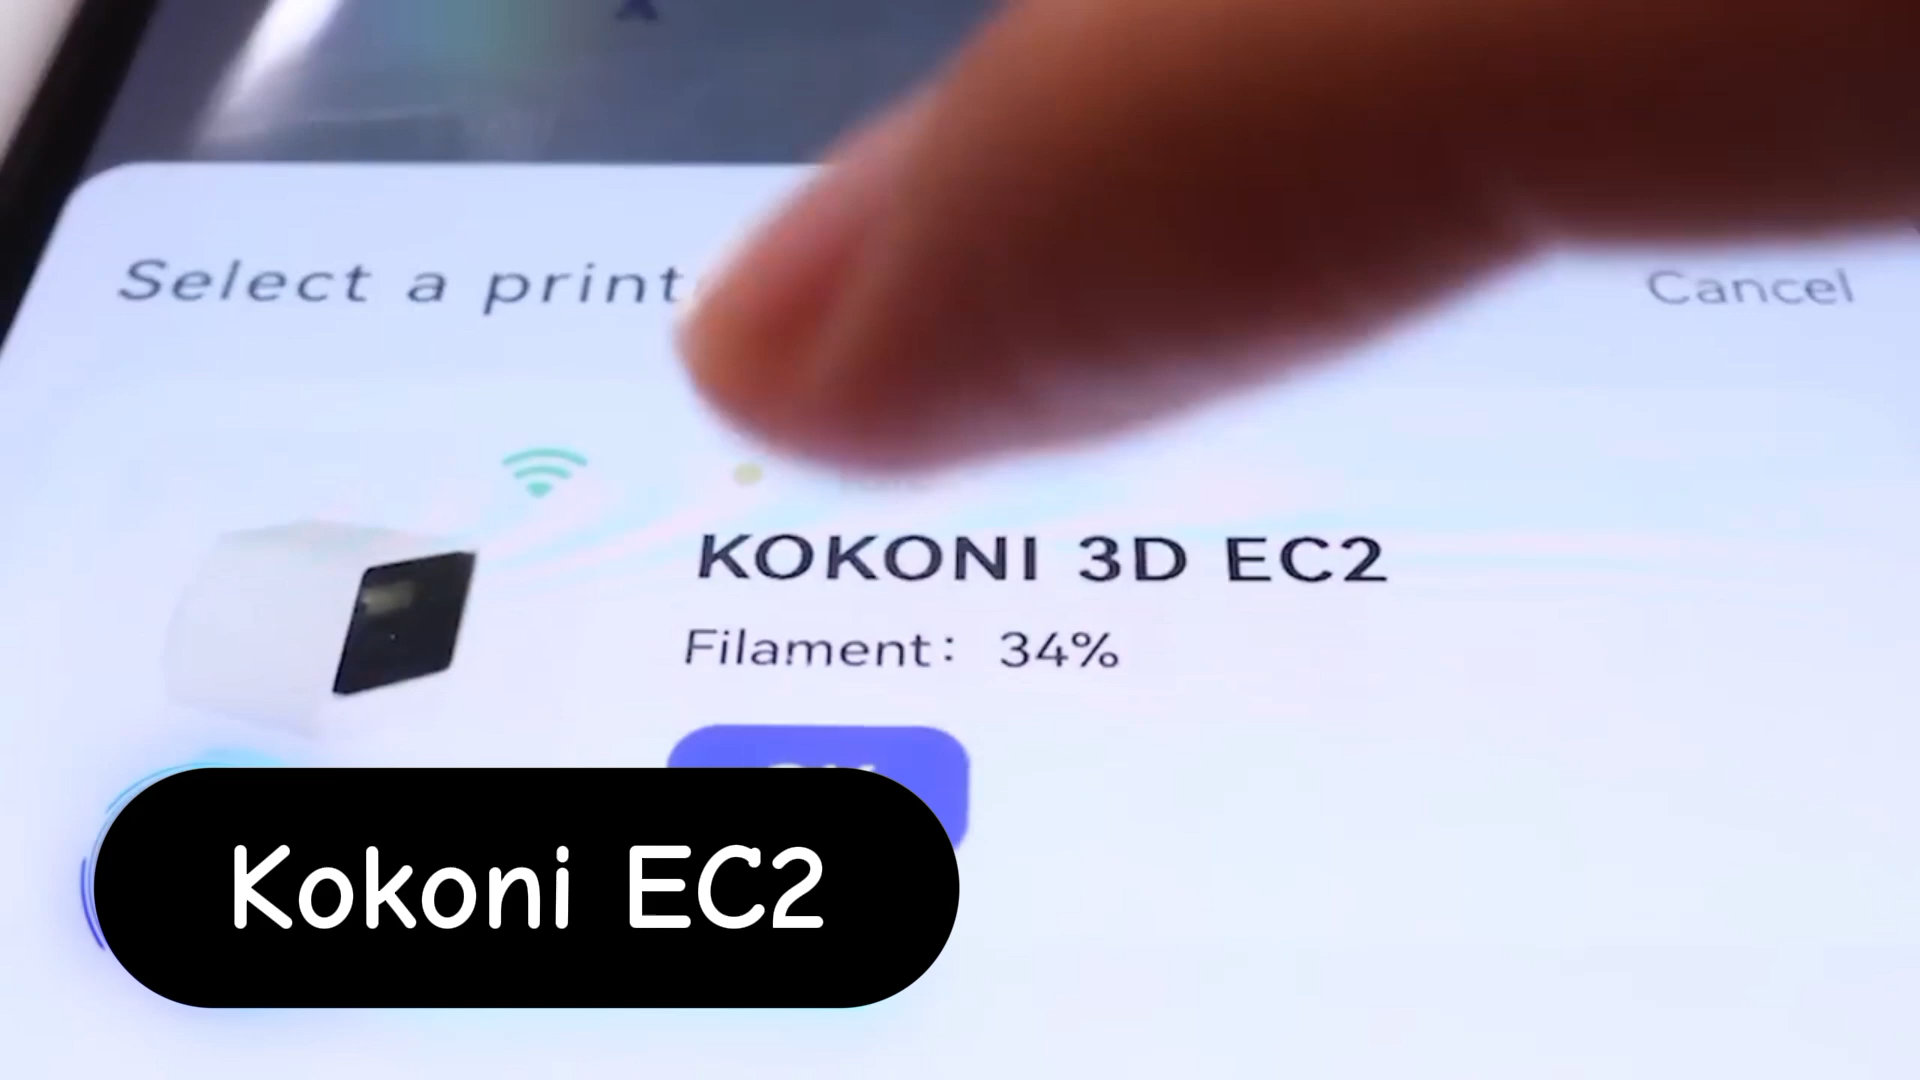 Select a print
Cancel
KOKONI 3D EC2
Filament: 34%
Kokoni EC2